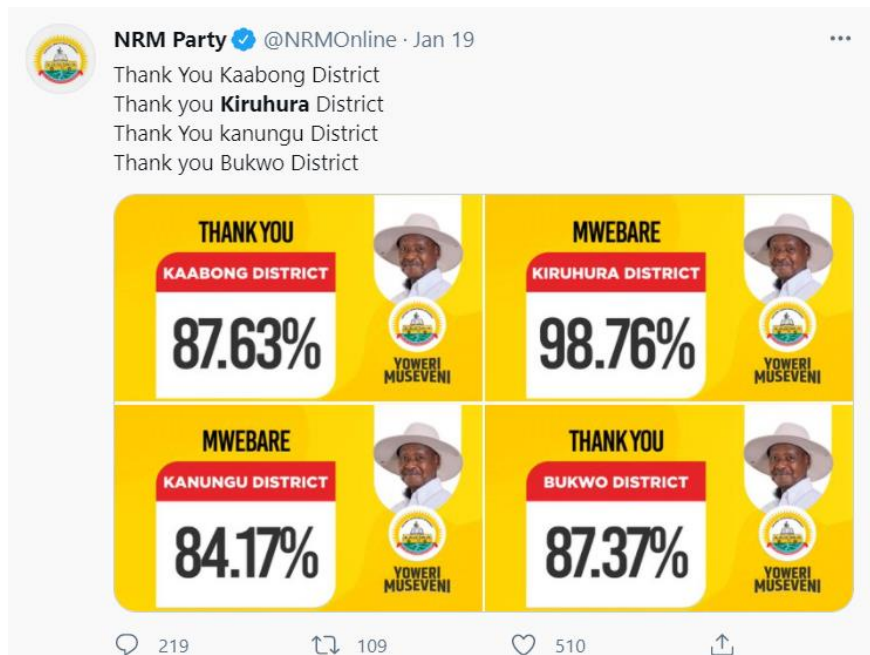 NRM Party @NRMOnline · Jan 19
Thank You Kaabong District
Thank you Kiruhura District
Thank You kanungu District
Thank you Bukwo District
THANK YOU
KAABONG DISTRICT
87.63%
YOWERI
MUSEVENI
MWEBARE
KIRUHURA DISTRICT
98.76%
YOWERI
MUSEVENI
MWEBARE
KANUNGU DISTRICT
84.17%
YOWERI
MUSEVENI
THANK YOU
BUKWO DISTRICT
87.37%
YOWERI
MUSEVENI
219 109 510